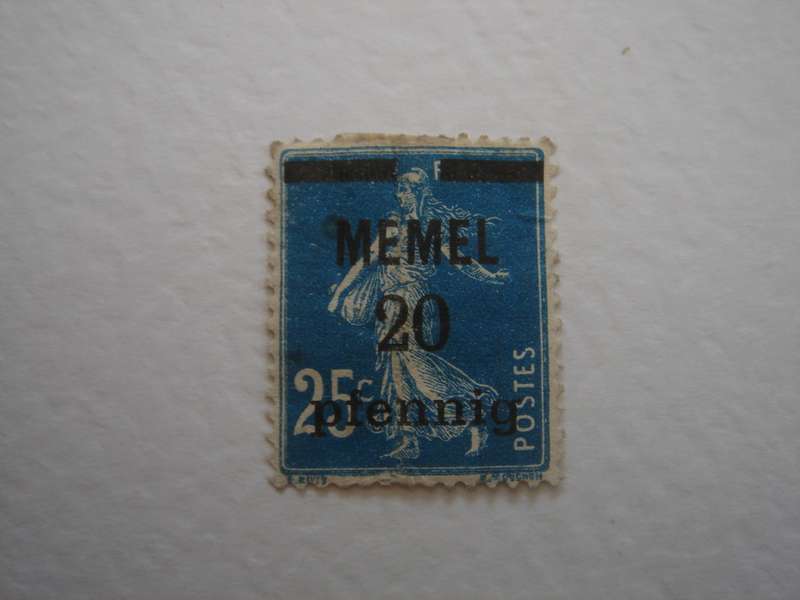 F
MEMEL
20
25c
pfennig
POSTES